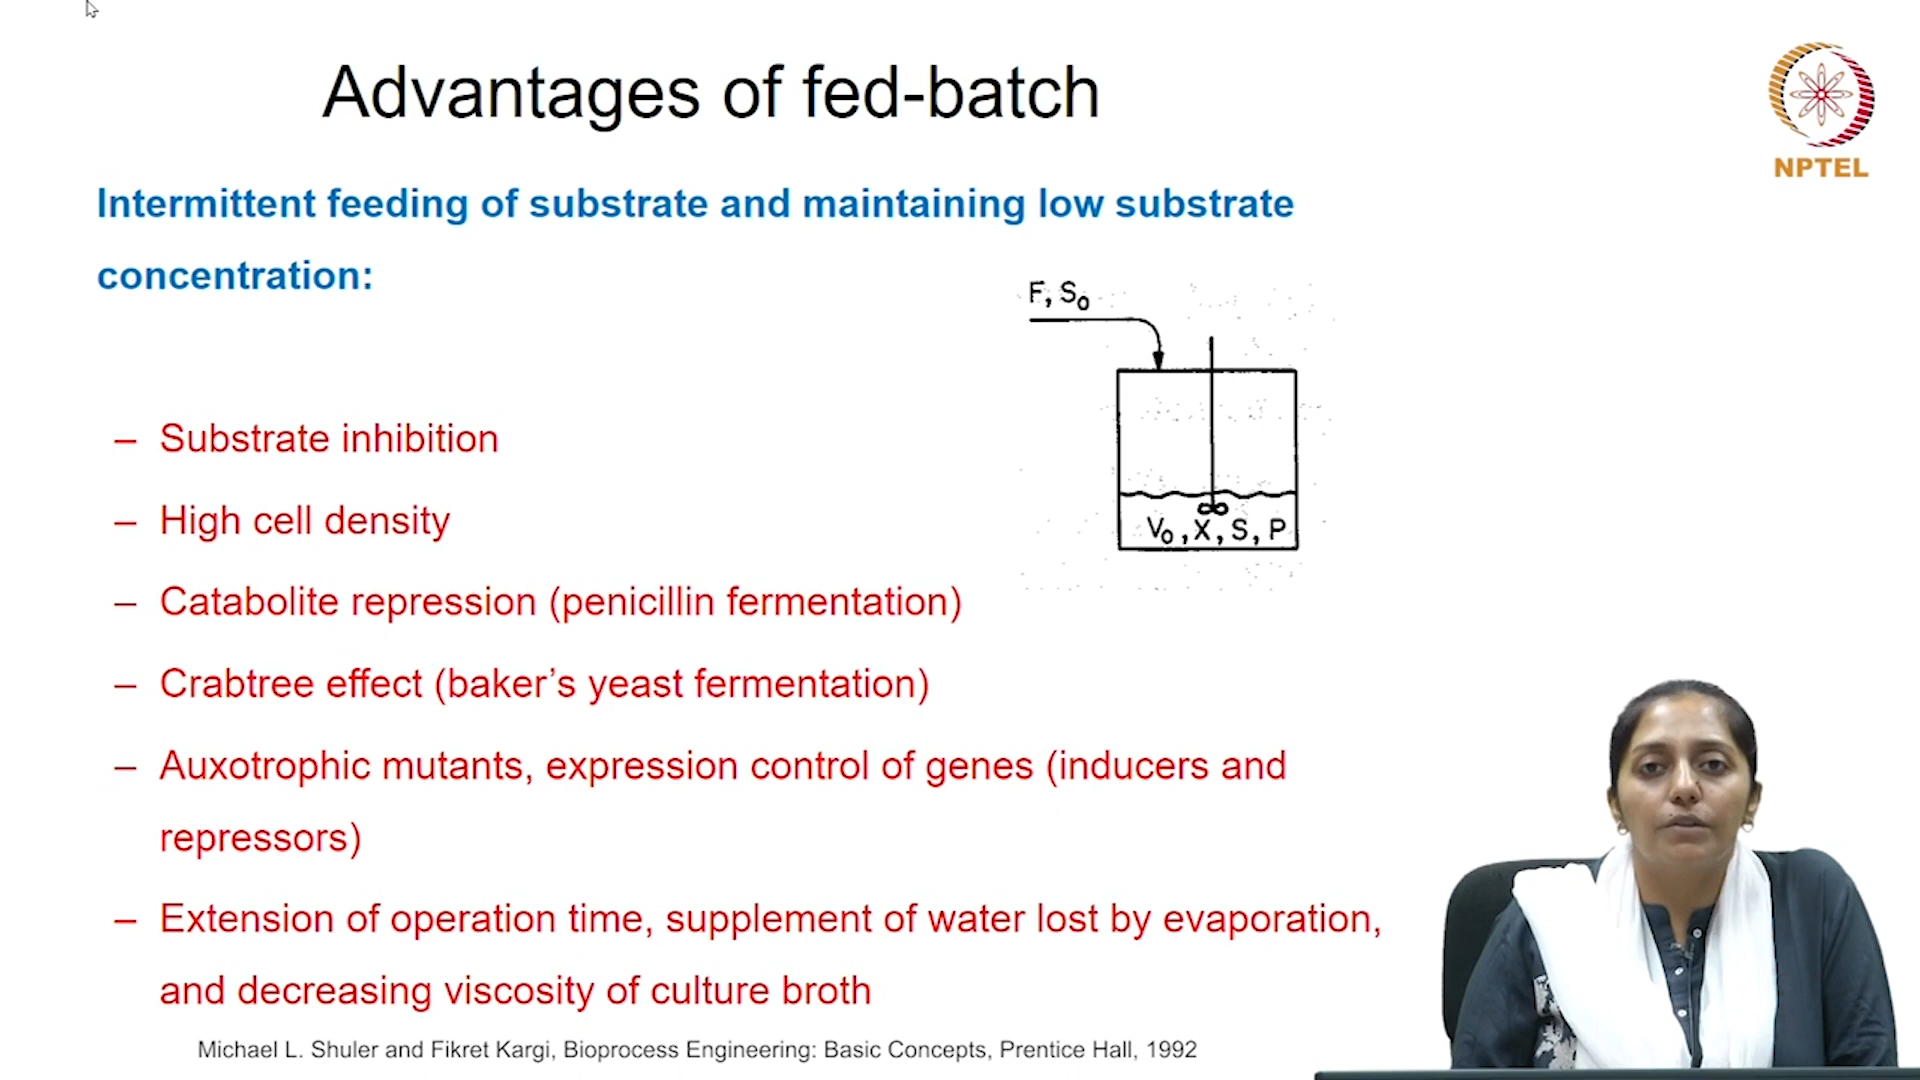 Advantages of fed-batch
NPTEL
Intermittent feeding of substrate and maintaining low substrate
concentration:
F, S₀
V₀, X, S, P
– Substrate inhibition
– High cell density
– Catabolite repression (penicillin fermentation)
– Crabtree effect (baker’s yeast fermentation)
– Auxotrophic mutants, expression control of genes (inducers and
repressors)
– Extension of operation time, supplement of water lost by evaporation,
and decreasing viscosity of culture broth
Michael L. Shuler and Fikret Kargi, Bioprocess Engineering: Basic Concepts, Prentice Hall, 1992